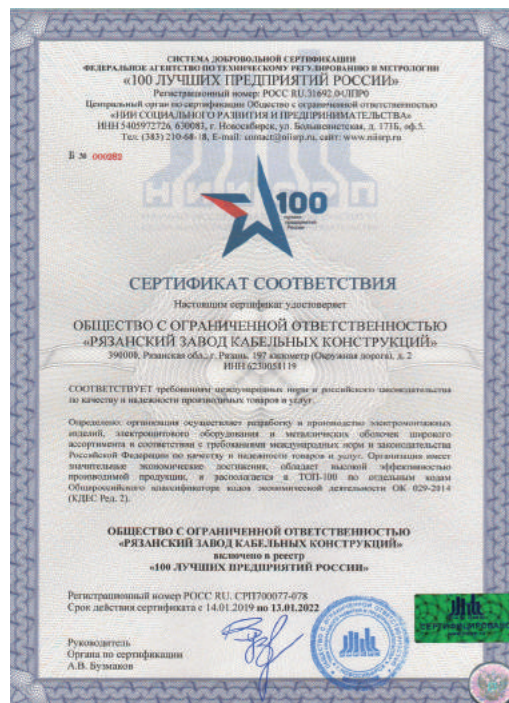 СИСТЕМА ДОБРОВОЛЬНОЙ СЕРТИФИКАЦИИ
ФЕДЕРАЛЬНОЕ АГЕНТСТВО ПО ТЕХНИЧЕСКОМУ РЕГУЛИРОВАНИЮ И МЕТРОЛОГИИ
«100 ЛУЧШИХ ПРЕДПРИЯТИЙ РОССИИ»
Регистрационный номер: РОСС RU.31692.04ЛПР0
Центральный орган по сертификации Общество с ограниченной ответственностью
«НИИ СОЦИАЛЬНОГО РАЗВИТИЯ И ПРЕДПРИНИМАТЕЛЬСТВА»
ИНН 5405972726, 630083, г. Новосибирск, ул. Большевистская, д. 171Б, оф.5.
Тел: (383) 210-68-18, E-mail: contact@niisrp.ru, сайт: www.niisrp.ru
Б № 000282
100
лучших
предприятий
России
СЕРТИФИКАТ СООТВЕТСТВИЯ
Настоящим сертификат удостоверяет
ОБЩЕСТВО С ОГРАНИЧЕННОЙ ОТВЕТСТВЕННОСТЬЮ
«РЯЗАНСКИЙ ЗАВОД КАБЕЛЬНЫХ КОНСТРУКЦИЙ»
390000, Рязанская обл., г. Рязань, 197 километр (Окружная дорога), д. 2
ИНН 6230051119
СООТВЕТСТВУЕТ требованиям международных норм и российского законодательства
по качеству и надежности производимых товаров и услуг.
Определено: организация осуществляет разработку и производство электромонтажных
изделий, электрощитового оборудования и металлических оболочек широкого
ассортимента в соответствии с требованиями международных норм и законодательства
Российской Федерации по качеству и надежности товаров и услуг. Организация имеет
значительные экономические достижения, обладает высокой эффективностью
производимой продукции, и располагается в ТОП-100 по отдельным кодам
Общероссийского классификатора кодов экономической деятельности ОК 029-2014
(КДЕС Ред. 2).
ОБЩЕСТВО С ОГРАНИЧЕННОЙ ОТВЕТСТВЕННОСТЬЮ
«РЯЗАНСКИЙ ЗАВОД КАБЕЛЬНЫХ КОНСТРУКЦИЙ»
включено в реестр
«100 ЛУЧШИХ ПРЕДПРИЯТИЙ РОССИИ»
Регистрационный номер РОСС RU. СРП700077-078
Срок действия сертификата с 14.01.2019 по 13.01.2022
Руководитель
Органа по сертификации
А.В. Бузмаков
СЕРТИФИЦИРОВАНО